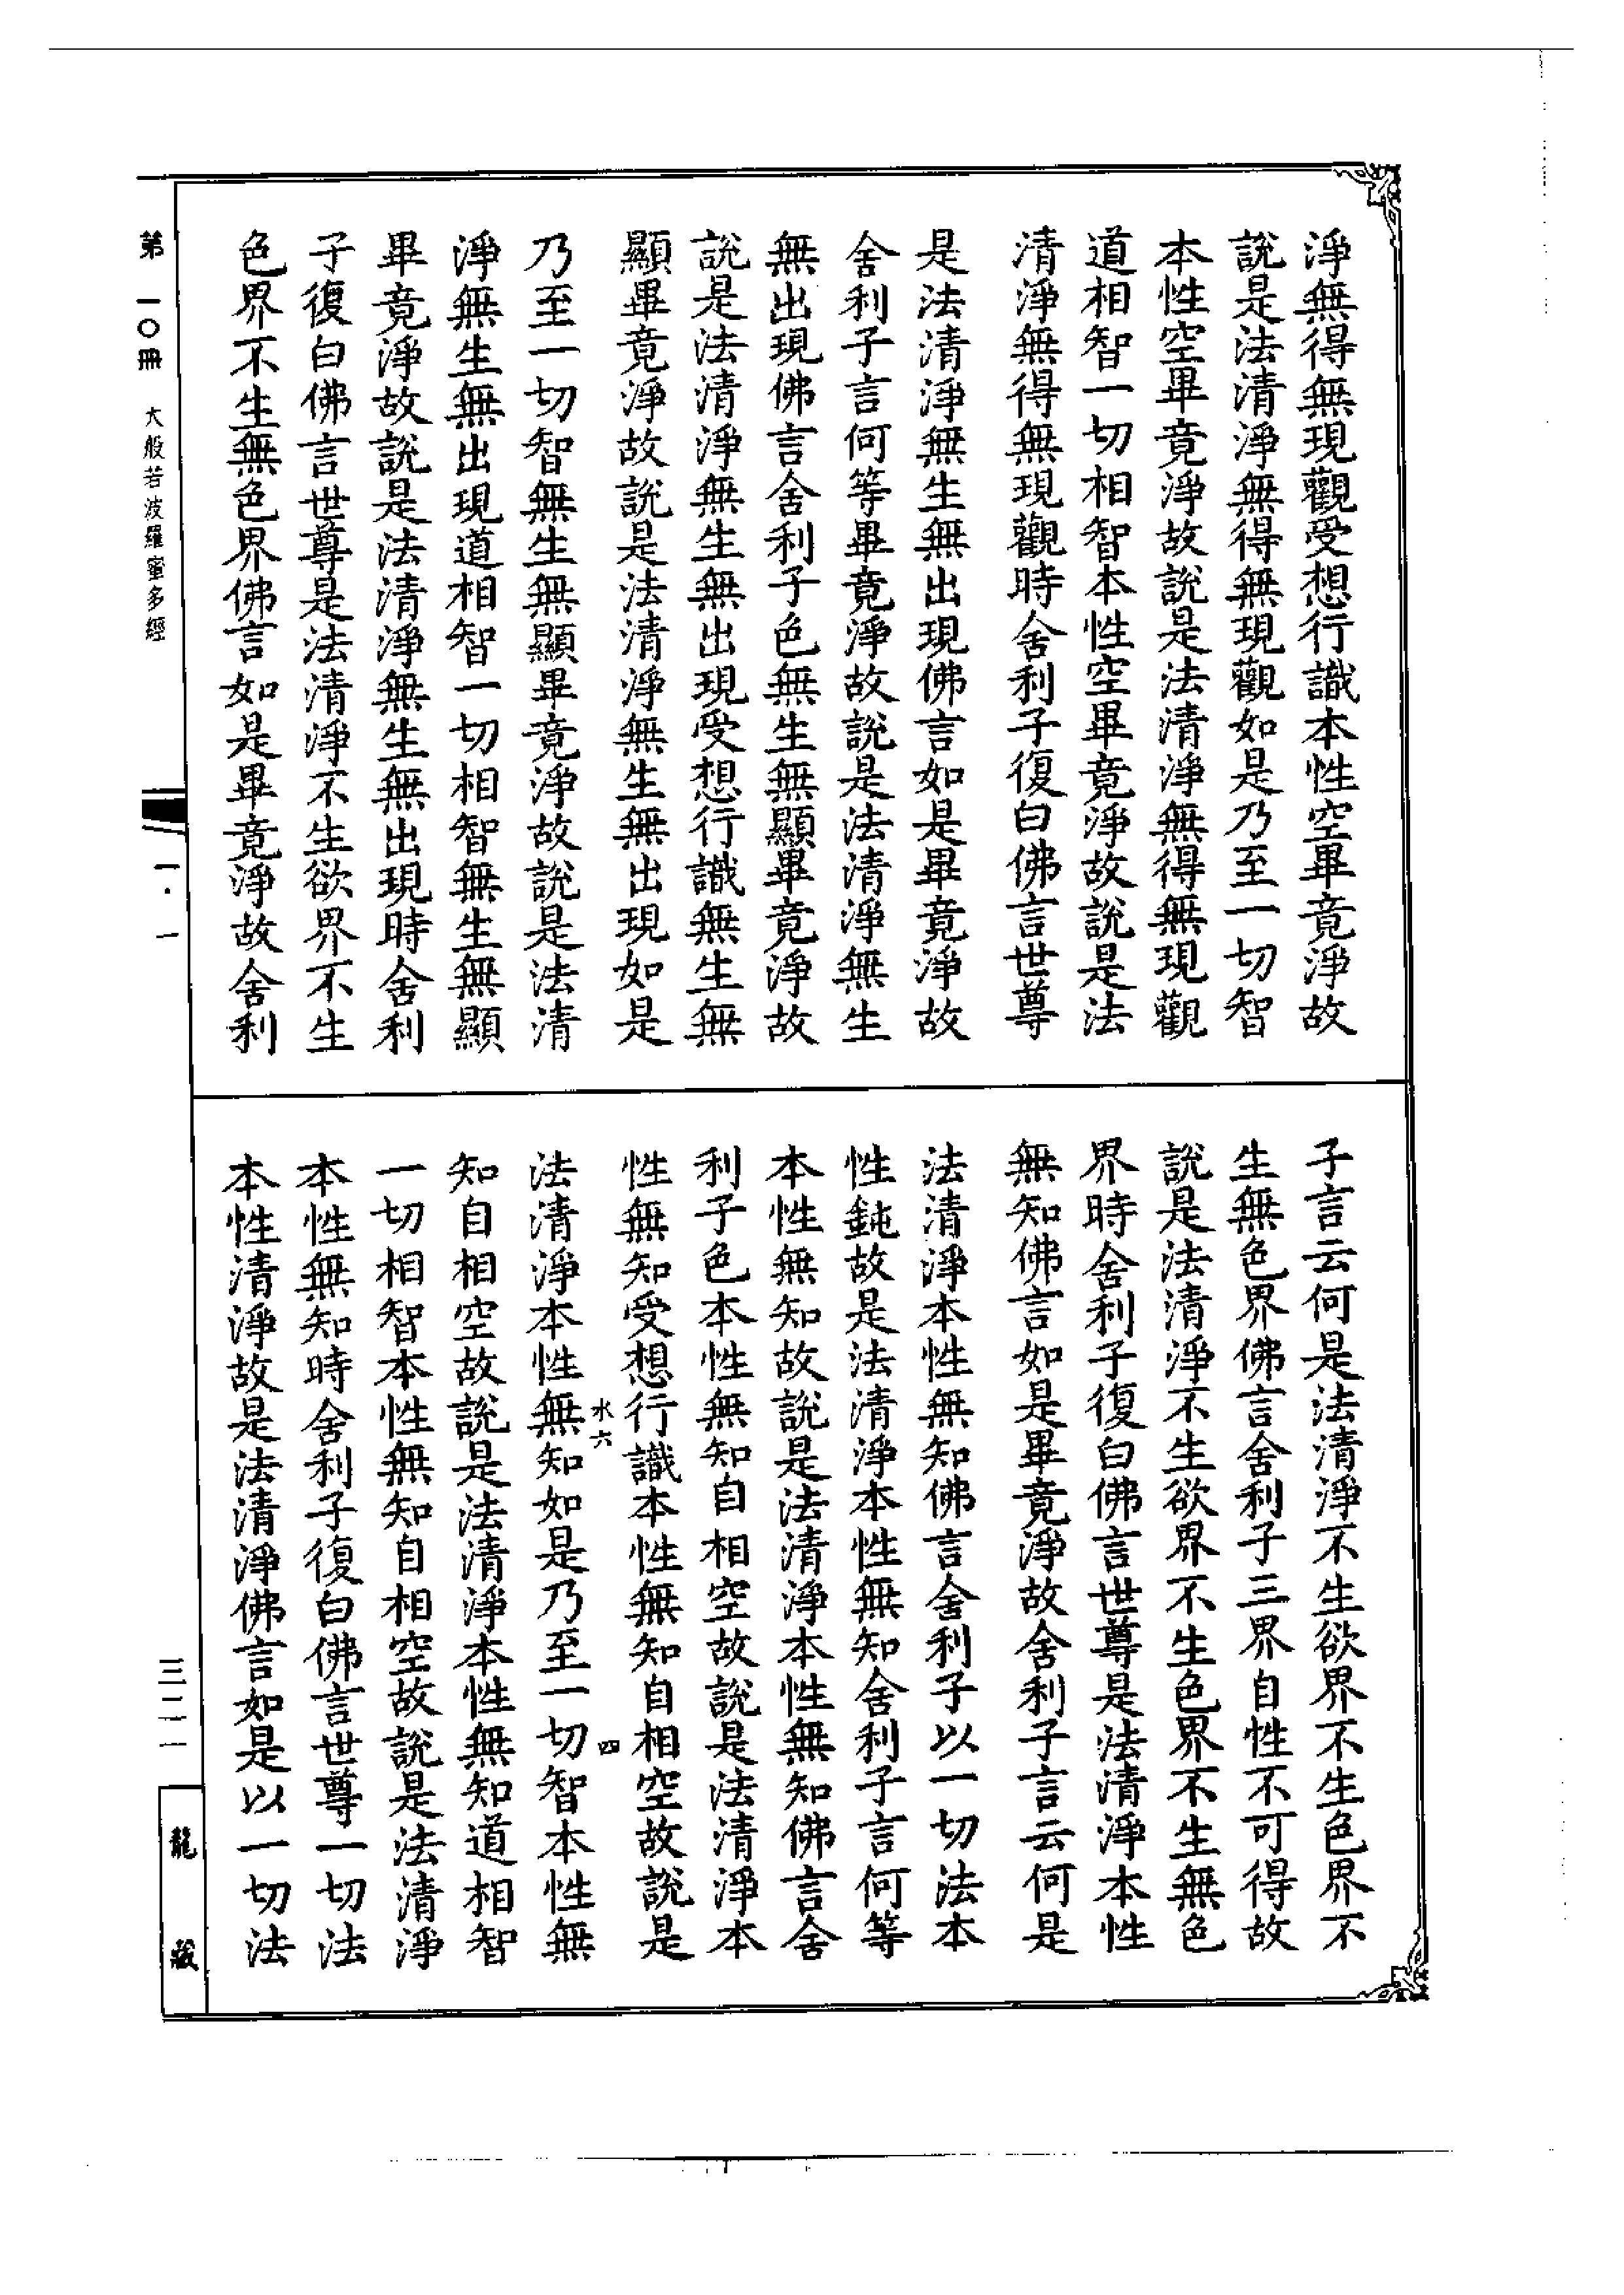 淨無得無現觀受想行識本性空畢竟淨故
說是法清淨無得無現觀如是乃至一切智
本性空畢竟淨故說是法清淨無得無現觀
道相智一切相智本性空畢竟淨故說是法
清淨無得無現觀時舍利子復白佛言世尊
是法清淨無生無出現佛言如是畢竟淨故
舍利子言何等畢竟淨故說是法清淨無生
無出現佛言舍利子色無生無顯畢竟淨故
說是法清淨無生無出現受想行識無生無
顯畢竟淨故說是法清淨無生無出現如是
乃至一切智無生無顯畢竟淨故說是法清
淨無生無出現道相智一切相智無生無顯
畢竟淨故說是法清淨無生無出現時舍利
子復白佛言世尊是法清淨不生欲界不生
色界不生無色界佛言如是畢竟淨故舍利
子言云何是法清淨不生欲界不生色界不
生無色界佛言舍利子三界自性不可得故
說是法清淨不生欲界不生色界不生無色
界時舍利子復白佛言世尊是法清淨本性
無知佛言如是畢竟淨故舍利子言云何是
法清淨本性無知佛言舍利子以一切法本
性鈍故是法清淨本性無知舍利子言何等
本性無知故說是法清淨本性無知佛言舍
利子色本性無知自相空故說是法清淨本
性無知受想行識本性無知自相空故說是
水六 四
法清淨本性無知如是乃至一切智本性無
知自相空故說是法清淨本性無知道相智
一切相智本性無知自相空故說是法清淨
本性無知時舍利子復白佛言世尊一切法
本性清淨故是法清淨佛言如是以一切法
第一〇冊 大般若波羅蜜多經
一·一
三二一
龍藏